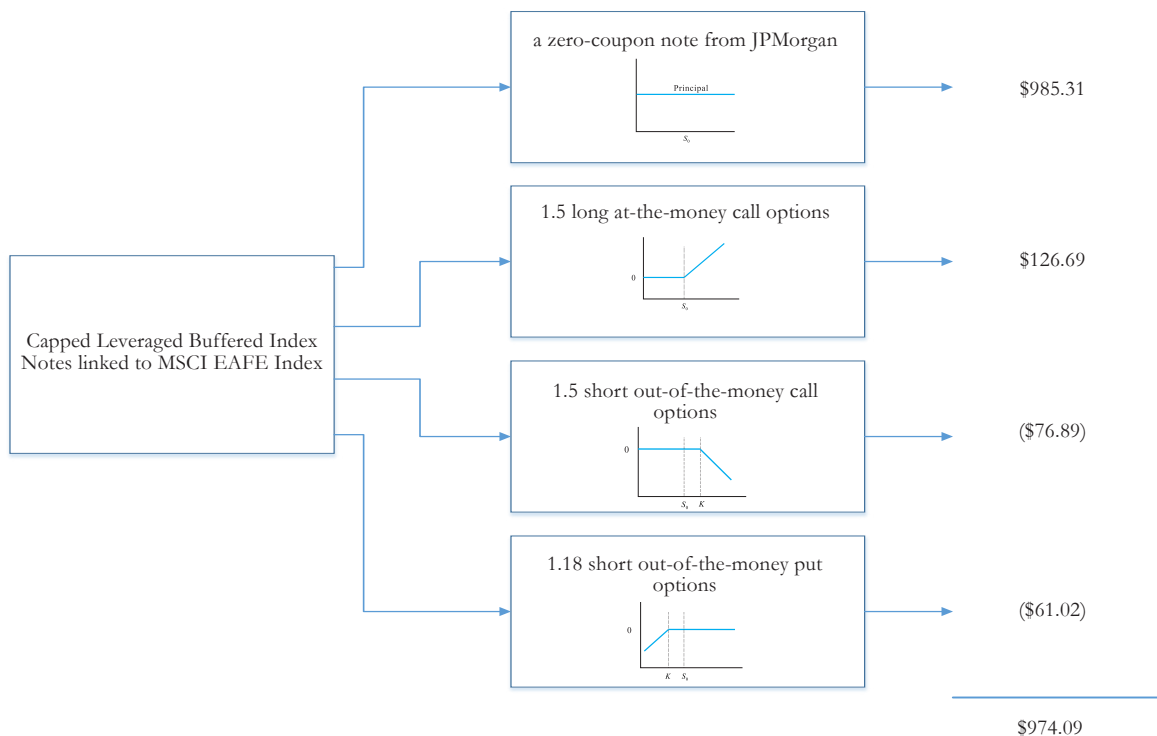 a zero-coupon note from JPMorgan
Principal
S₀
$985.31
1.5 long at-the-money call options
0
S₀
$126.69
Capped Leveraged Buffered Index
Notes linked to MSCI EAFE Index
1.5 short out-of-the-money call
options
0
S₀ K
($76.89)
1.18 short out-of-the-money put
options
0
K S₀
($61.02)
$974.09